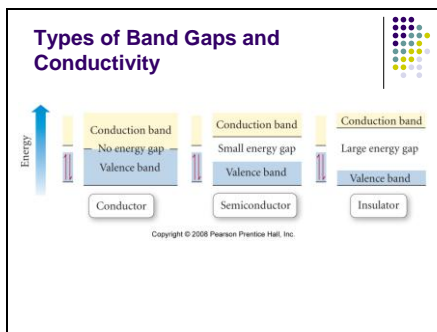 Types of Band Gaps and
Conductivity
Energy
Conduction band
No energy gap
Valence band
Conductor
Conduction band
Small energy gap
Valence band
Semiconductor
Conduction band
Large energy gap
Valence band
Insulator
Copyright © 2008 Pearson Prentice Hall, Inc.